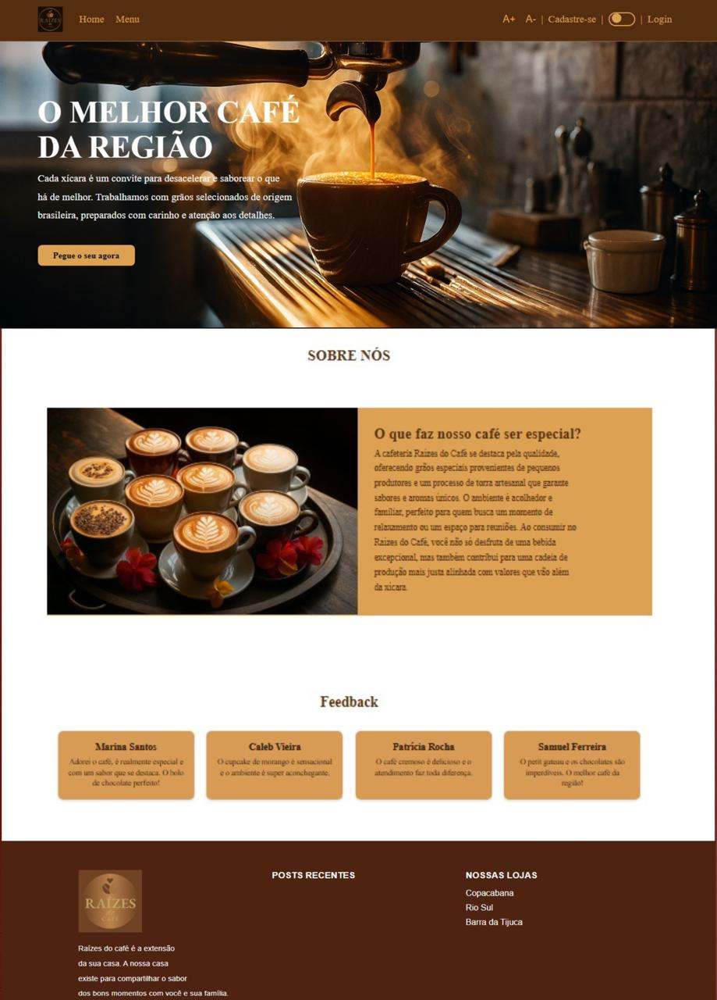 RAÍZES
Home Menu A+ A- | Cadastre-se | | Login
O MELHOR CAFÉ
DA REGIÃO
Cada xícara é um convite para desacelerar e saborear o que
há de melhor. Trabalhamos com grãos selecionados de origem
brasileira, preparados com carinho e atenção aos detalhes.
Pegue o seu agora
SOBRE NÓS
O que faz nosso café ser especial?
A cafeteria Raízes do Café se destaca pela qualidade,
oferecendo grãos especiais provenientes de pequenos
produtores e um processo de torra artesanal que garante
sabores e aromas únicos. O ambiente é acolhedor e
familiar, perfeito para quem busca um momento de
relaxamento ou um espaço para reuniões. Ao consumir no
Raízes do Café, você não só desfruta de uma bebida
excepcional, mas também contribui para uma cadeia de
produção mais justa alinhada com valores que vão além
da xícara.
Feedback
Marina Santos
Adorei o café, é realmente especial e
com um sabor que se destaca. O bolo
de chocolate perfeito!
Caleb Vieira
O cupcake de morango é sensacional
e o ambiente é super aconchegante.
Patrícia Rocha
O café cremoso é delicioso e o
atendimento faz toda diferença.
Samuel Ferreira
O petit gateau e os chocolates são
imperdíveis. O melhor café da
região!
RAÍZES
do
CAFÉ
Raízes do café é a extensão
da sua casa. A nossa casa
existe para compartilhar o sabor
dos bons momentos com você e sua família.
POSTS RECENTES
NOSSAS LOJAS
Copacabana
Rio Sul
Barra da Tijuca